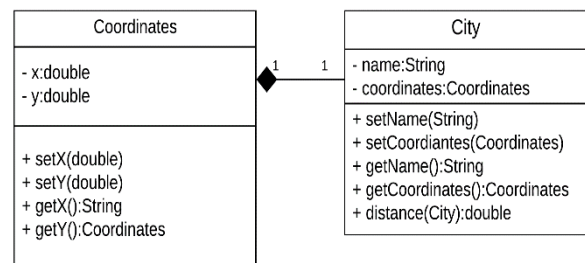 Coordinates
- x:double
- y:double
+ setX(double)
+ setY(double)
+ getX():String
+ getY():Coordinates
1
1
City
- name:String
- coordinates:Coordinates
+ setName(String)
+ setCoordiantes(Coordinates)
+ getName():String
+ getCoordinates():Coordinates
+ distance(City):double